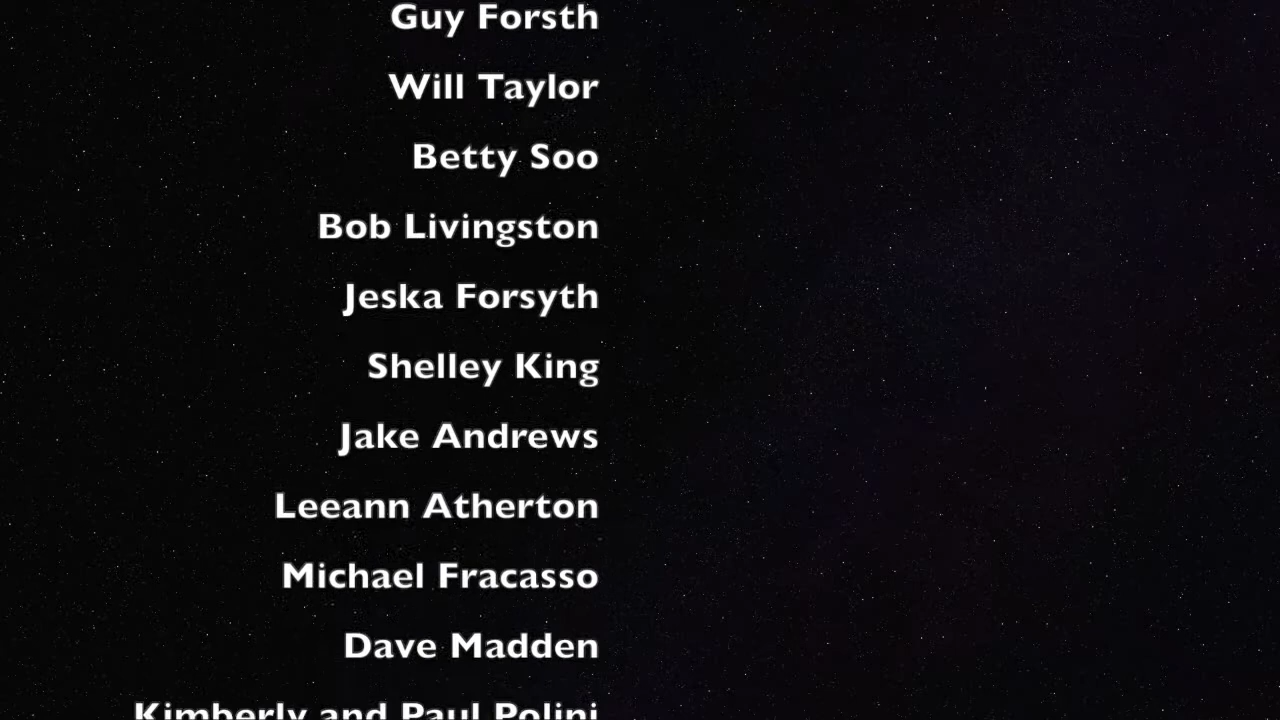 Guy Forsth
Will Taylor
Betty Soo
Bob Livingston
Jeska Forsyth
Shelley King
Jake Andrews
Leeann Atherton
Michael Fracasso
Dave Madden
Kimberly and Paul Polini